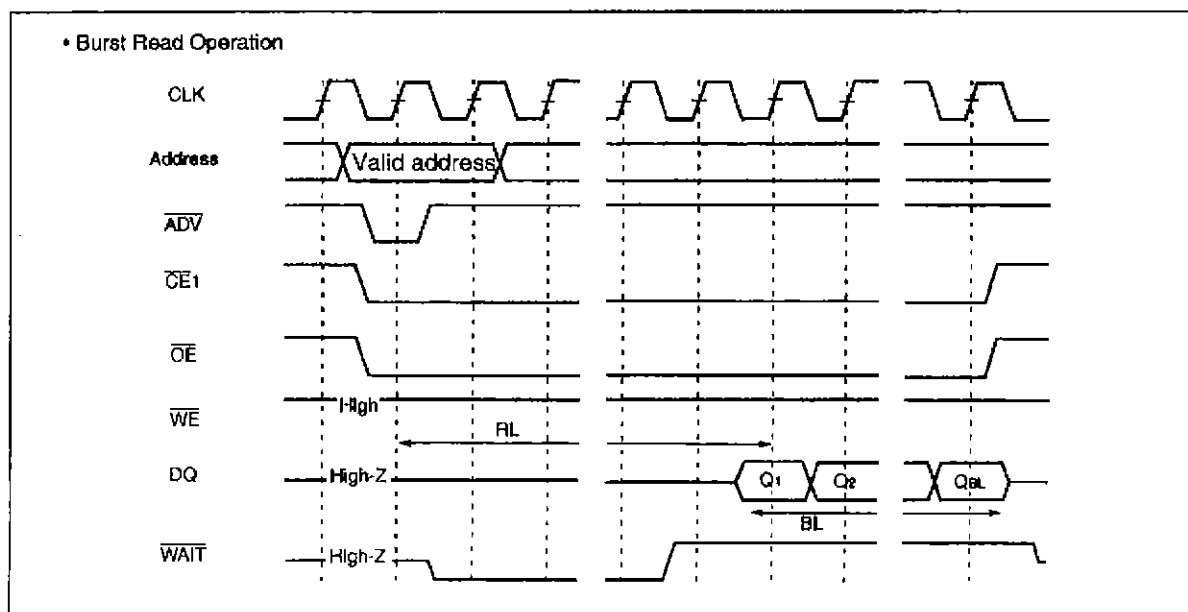 • Burst Read Operation
CLK
Address
Valid address
ADV
CE1
OE
WE
High
RL
DQ
High-Z
Q1
Q2
QBL
BL
WAIT
High-Z